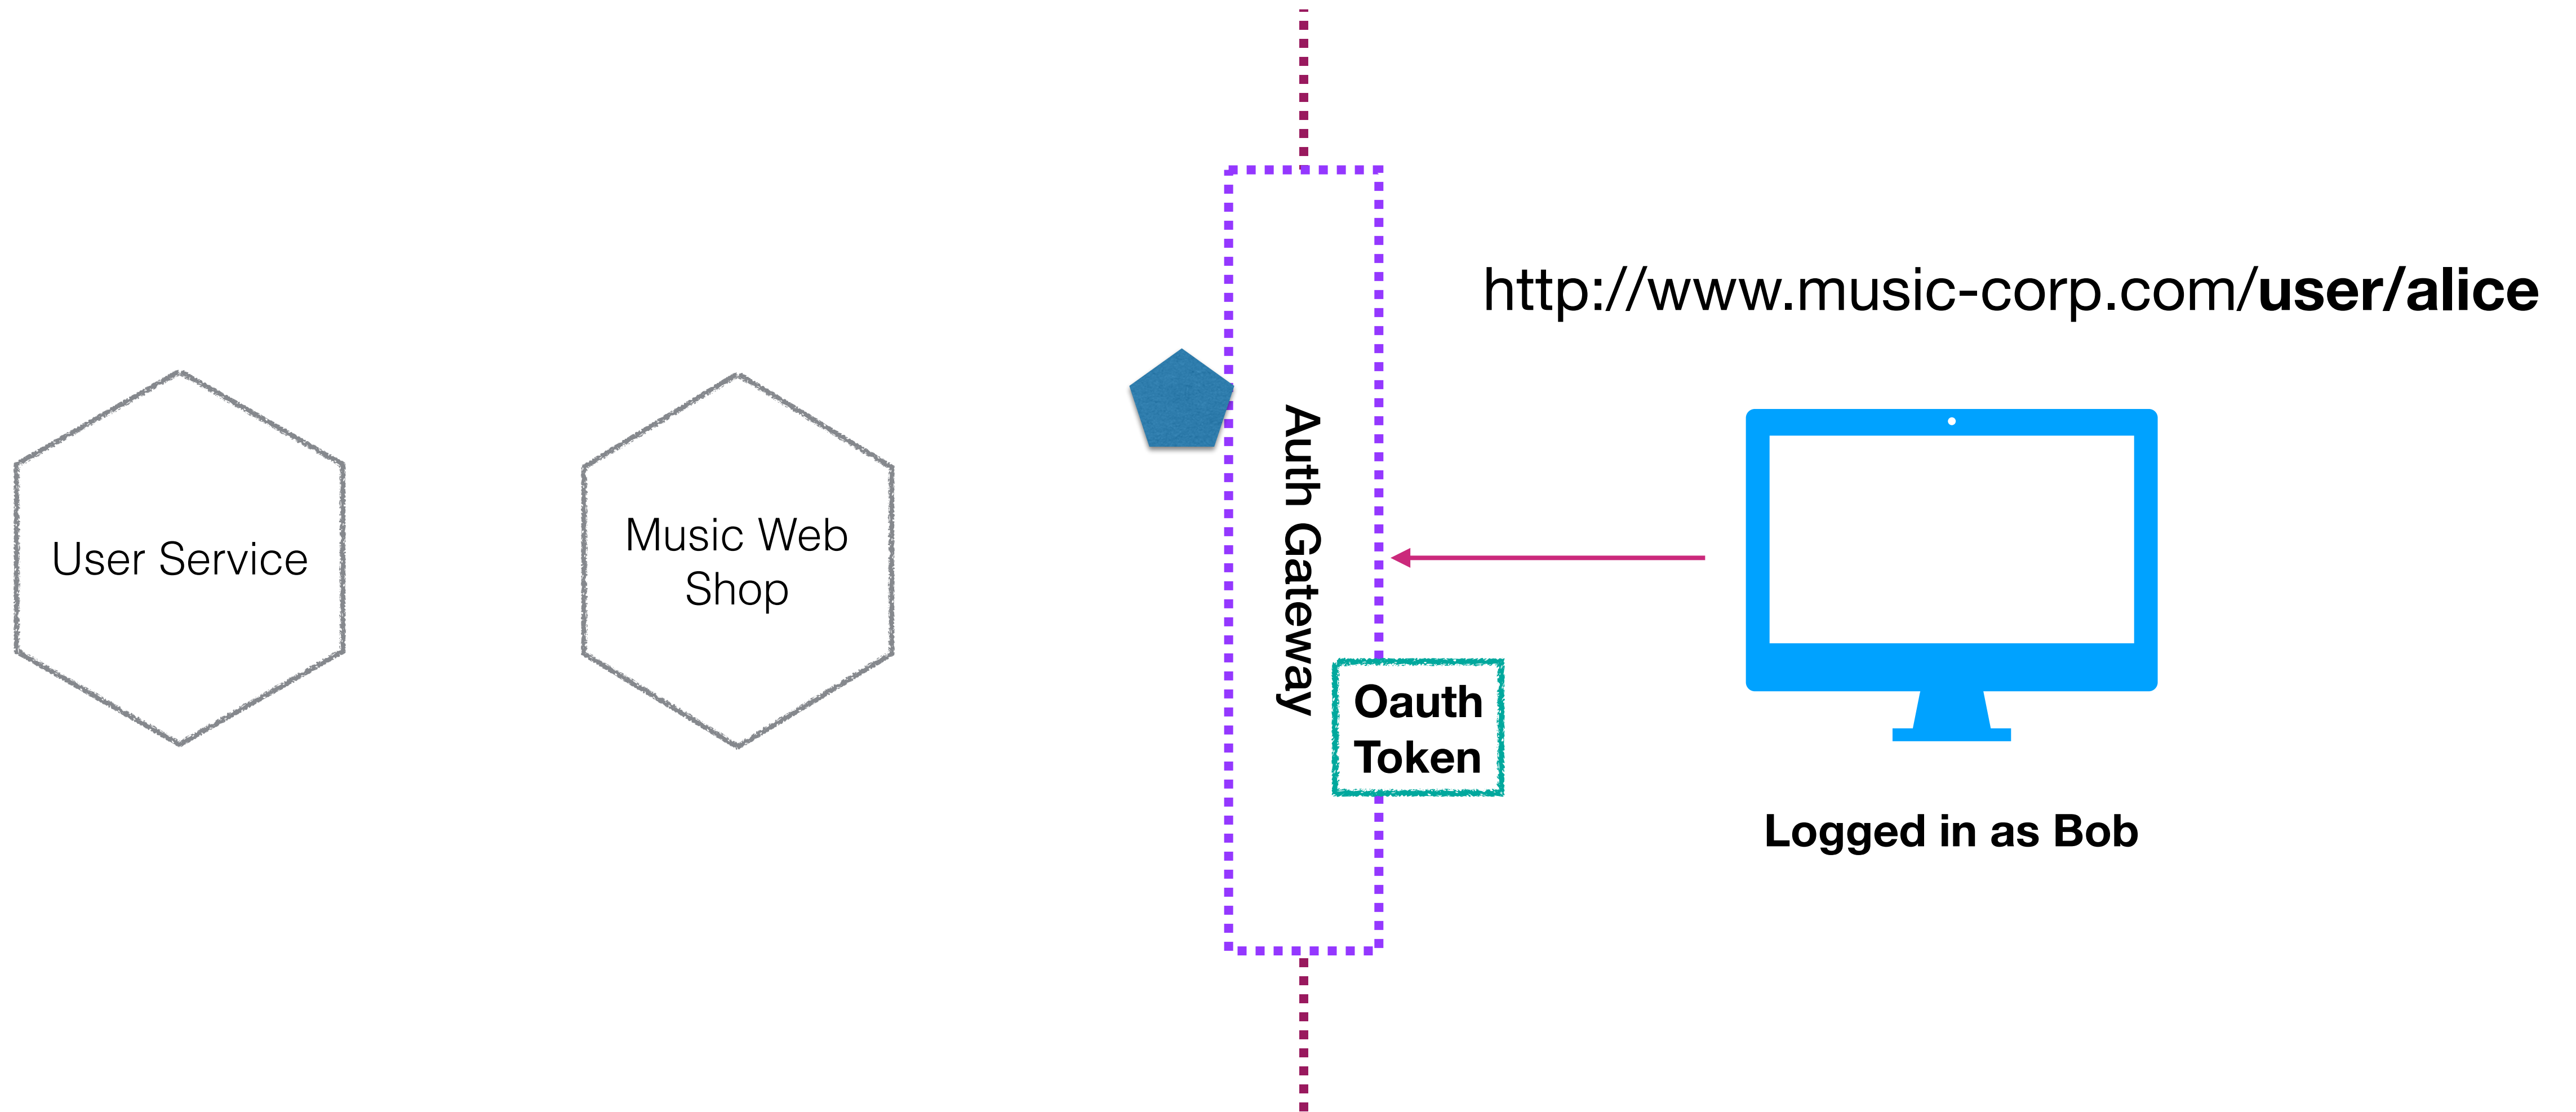 http://www.music-corp.com/user/alice
User Service
Music Web
Shop
Auth Gateway
Oauth
Token
Logged in as Bob